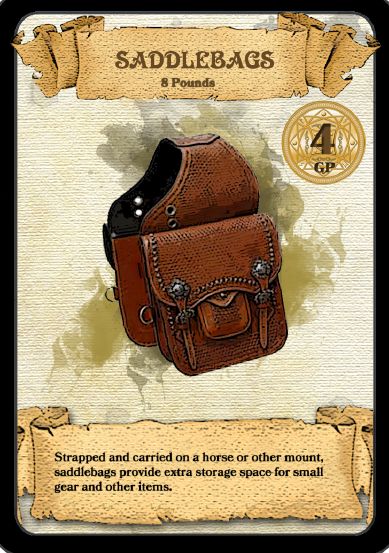 SADDLEBAGS
8 Pounds
4
GP
Strapped and carried on a horse or other mount,
saddlebags provide extra storage space for small
gear and other items.